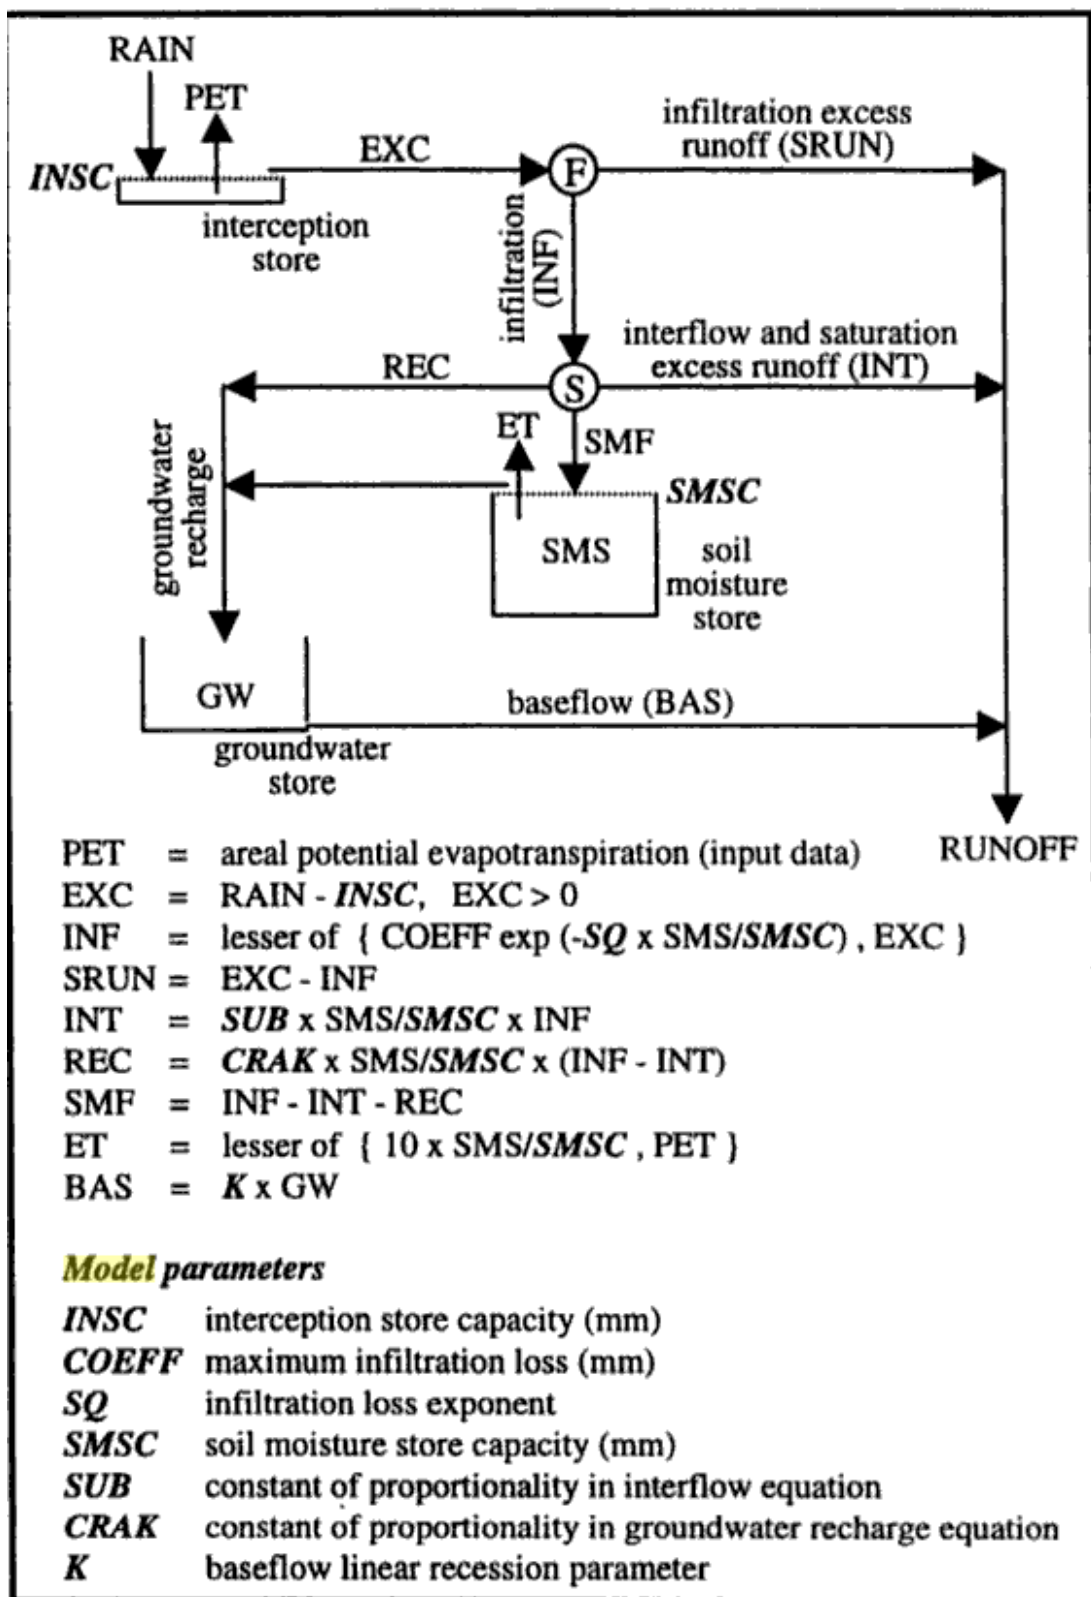 RAIN
PET
INSC
interception
store
EXC
F
infiltration excess
runoff (SRUN)
infiltration
(INF)
REC
S
interflow and saturation
excess runoff (INT)
ET
SMF
SMSC
groundwater
recharge
SMS
soil
moisture
store
GW
groundwater
store
baseflow (BAS)
RUNOFF
PET = areal potential evapotranspiration (input data)
EXC = RAIN - INSC, EXC > 0
INF = lesser of { COEFF exp (-SQ x SMS/SMSC) , EXC }
SRUN = EXC - INF
INT = SUB x SMS/SMSC x INF
REC = CRAK x SMS/SMSC x (INF - INT)
SMF = INF - INT - REC
ET = lesser of { 10 x SMS/SMSC , PET }
BAS = K x GW
Model parameters
INSC interception store capacity (mm)
COEFF maximum infiltration loss (mm)
SQ infiltration loss exponent
SMSC soil moisture store capacity (mm)
SUB constant of proportionality in interflow equation
CRAK constant of proportionality in groundwater recharge equation
K baseflow linear recession parameter